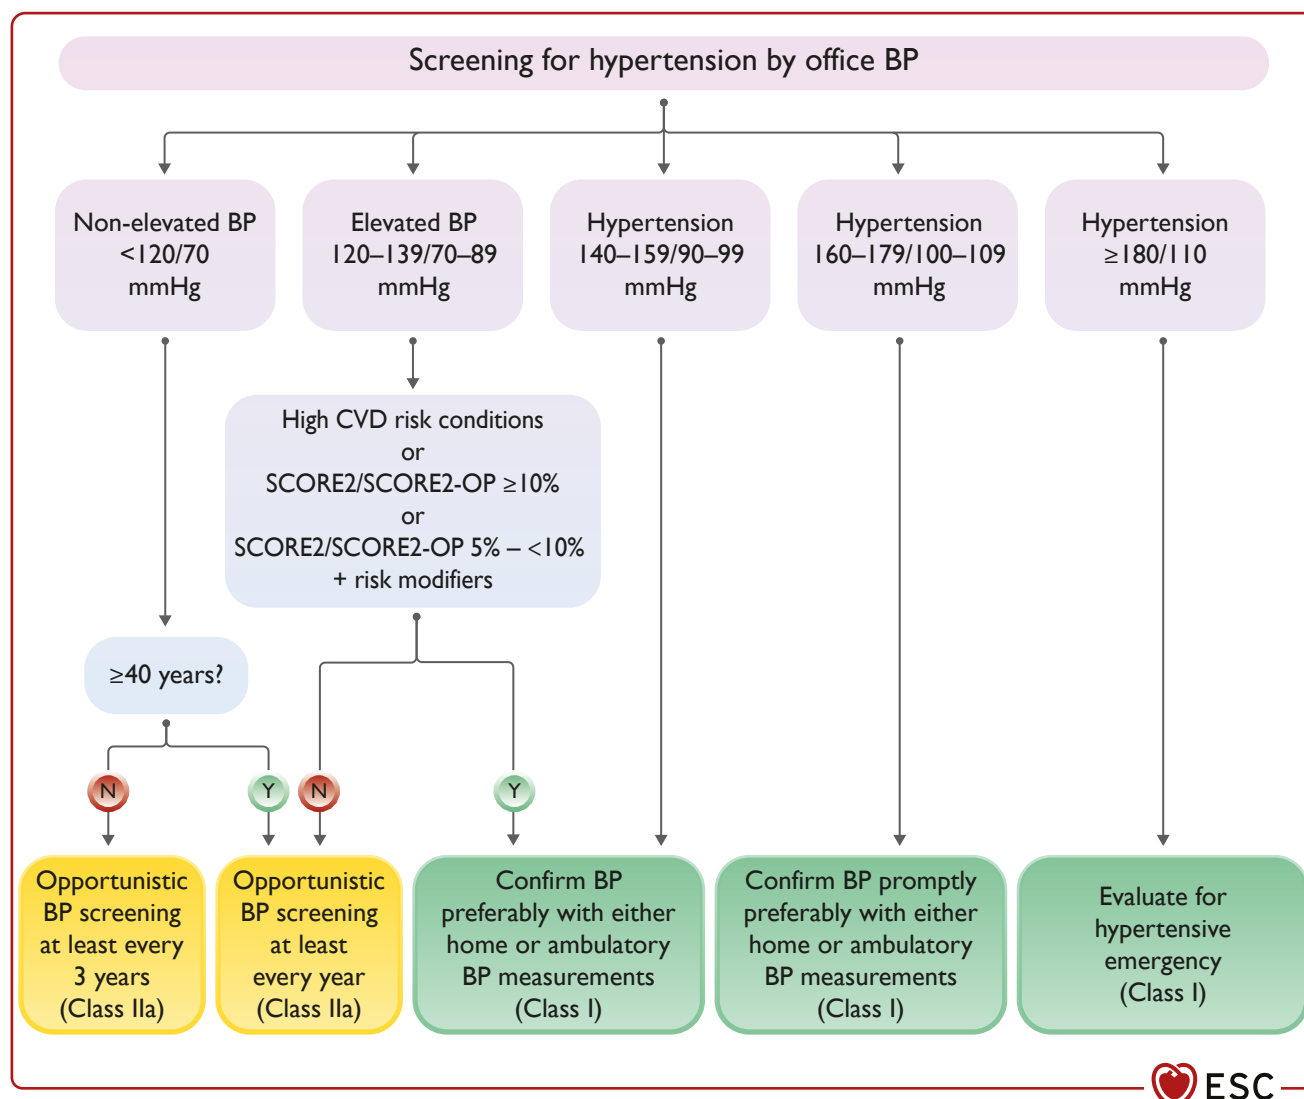 Screening for hypertension by office BP
Non-elevated BP
<120/70
mmHg
Elevated BP
120–139/70–89
mmHg
Hypertension
140–159/90–99
mmHg
Hypertension
160–179/100–109
mmHg
Hypertension
≥180/110
mmHg
High CVD risk conditions
or
SCORE2/SCORE2-OP ≥10%
or
SCORE2/SCORE2-OP 5% – <10%
+ risk modifiers
≥40 years?
N
Y
N
Y
Opportunistic
BP screening
at least every
3 years
(Class IIa)
Opportunistic
BP screening
at least
every year
(Class IIa)
Confirm BP
preferably with either
home or ambulatory
BP measurements
(Class I)
Confirm BP promptly
preferably with either
home or ambulatory
BP measurements
(Class I)
Evaluate for
hypertensive
emergency
(Class I)
ESC